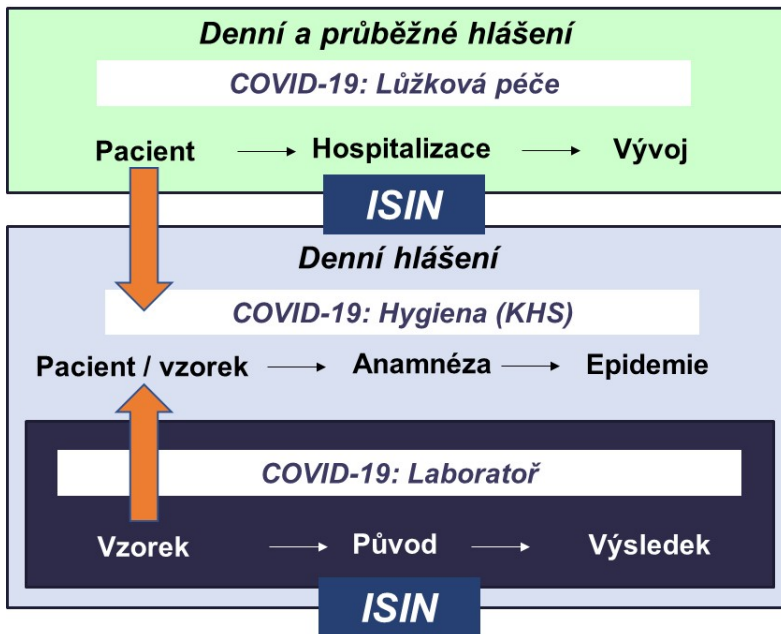 Denní a průběžné hlášení
COVID-19: Lůžková péče
Pacient Hospitalizace Vývoj
ISIN
Denní hlášení
COVID-19: Hygiena (KHS)
Pacient / vzorek Anamnéza Epidemie
COVID-19: Laboratoř
Vzorek Původ Výsledek
ISIN